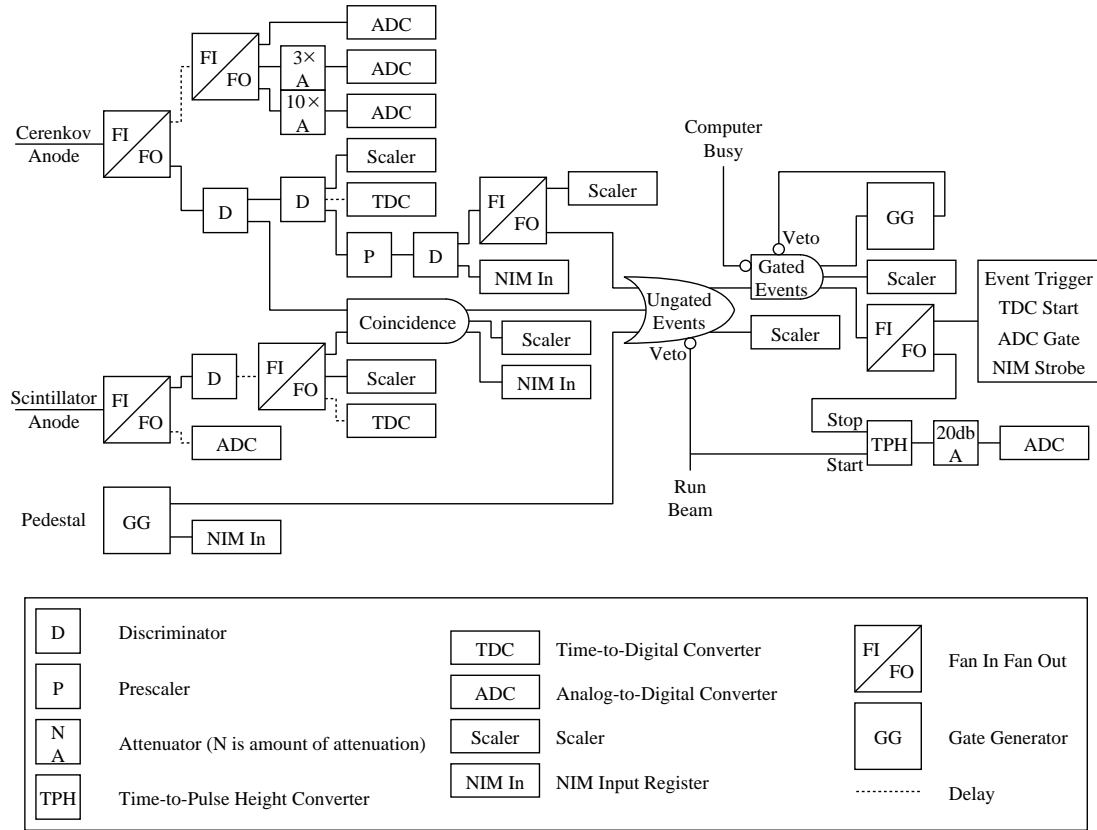 ADC
FI
FO
3×
A
ADC
10×
A
ADC
Cerenkov
Anode
FI
FO
Computer
Busy
Scaler
D
D
TDC
FI
FO
Scaler
GG
P
D
NIM In
Veto
Gated
Events
Scaler
Event Trigger
TDC Start
ADC Gate
NIM Strobe
Coincidence
Ungated
Events
Veto
Scaler
FI
FO
Scaler
NIM In
Scintillator
Anode
FI
FO
D
FI
FO
Scaler
TDC
ADC
Stop
Start
TPH
20db
A
ADC
Run
Beam
Pedestal
GG
NIM In
D
Discriminator
P
Prescaler
N
A
Attenuator (N is amount of attenuation)
TPH
Time-to-Pulse Height Converter
TDC
Time-to-Digital Converter
ADC
Analog-to-Digital Converter
Scaler
Scaler
NIM In
NIM Input Register
FI
FO
Fan In Fan Out
GG
Gate Generator
Delay